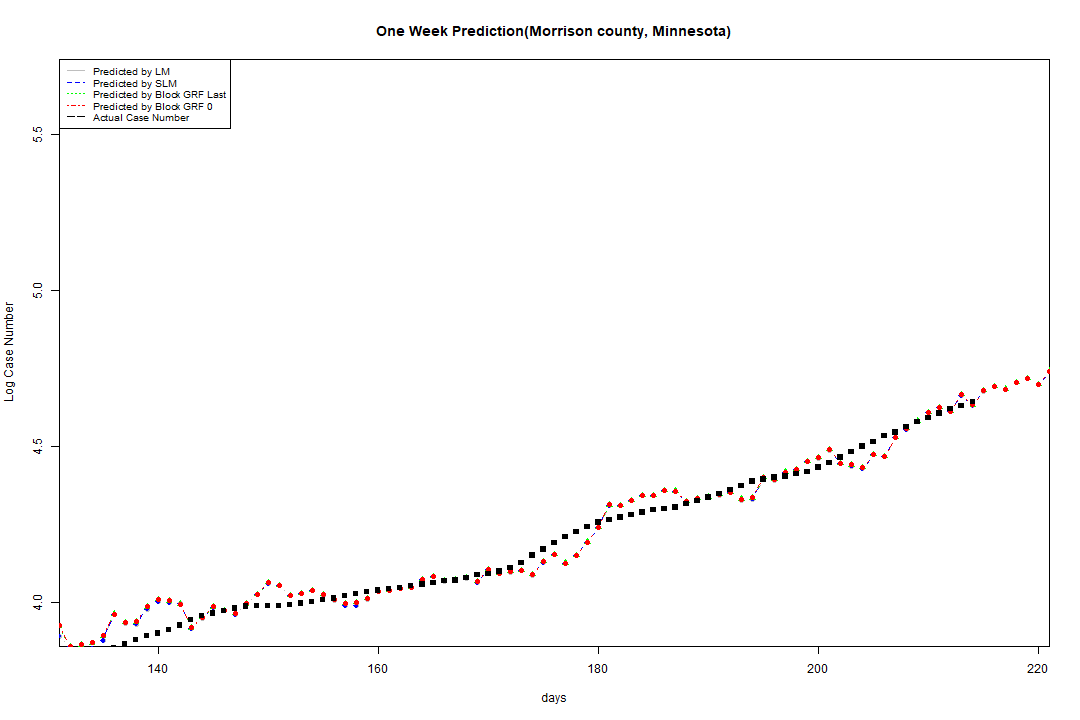 One Week Prediction(Morrison county, Minnesota)
Predicted by LM
Predicted by SLM
Predicted by Block GRF Last
Predicted by Block GRF 0
Actual Case Number
5.5
5.0
4.5
4.0
Log Case Number
140 160 180 200 220
days